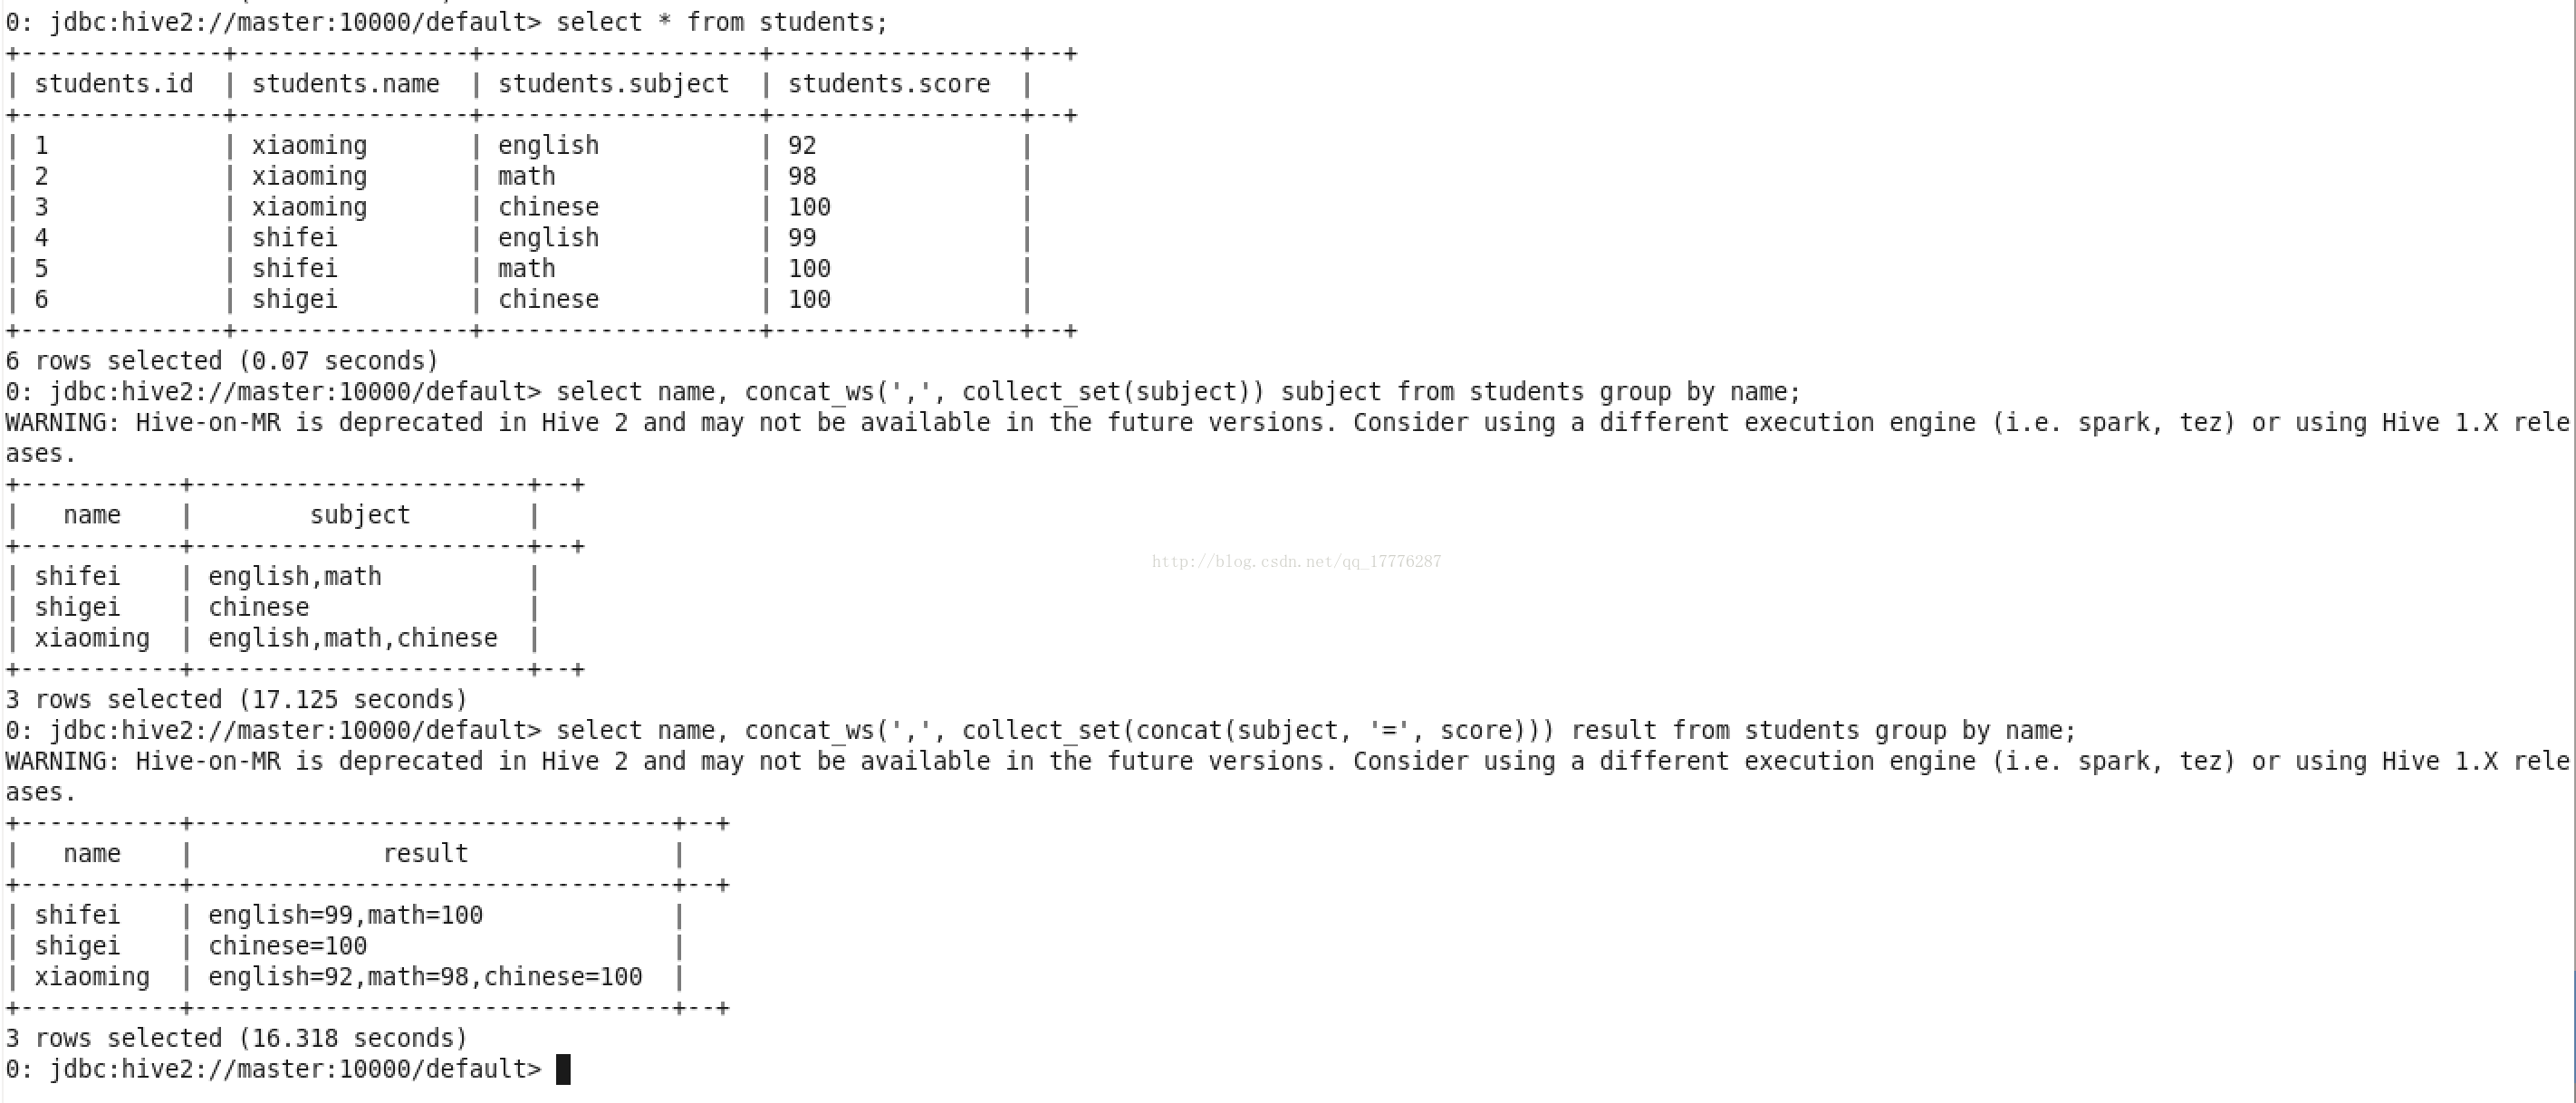 0: jdbc:hive2://master:10000/default> select * from students;
+--------------+----------------+-------------------+-----------------+--+
| students.id  | students.name  | students.subject  | students.score  |
+--------------+----------------+-------------------+-----------------+--+
| 1            | xiaoming       | english           | 92              |
| 2            | xiaoming       | math              | 98              |
| 3            | xiaoming       | chinese           | 100             |
| 4            | shifei         | english           | 99              |
| 5            | shifei         | math              | 100             |
| 6            | shigei         | chinese           | 100             |
+--------------+----------------+-------------------+-----------------+--+
6 rows selected (0.07 seconds)
0: jdbc:hive2://master:10000/default> select name, concat_ws(',', collect_set(subject)) subject from students group by name;
WARNING: Hive-on-MR is deprecated in Hive 2 and may not be available in the future versions. Consider using a different execution engine (i.e. spark, tez) or using Hive 1.X rele
ases.
+-----------+-----------------------+--+
|   name    |        subject        |
+-----------+-----------------------+--+
http://blog.csdn.net/qq_17776287
| shifei    | english,math          |
| shigei    | chinese               |
| xiaoming  | english,math,chinese  |
+-----------+-----------------------+--+
3 rows selected (17.125 seconds)
0: jdbc:hive2://master:10000/default> select name, concat_ws(',', collect_set(concat(subject, '=', score))) result from students group by name;
WARNING: Hive-on-MR is deprecated in Hive 2 and may not be available in the future versions. Consider using a different execution engine (i.e. spark, tez) or using Hive 1.X rele
ases.
+-----------+---------------------------------+--+
|   name    |             result              |
+-----------+---------------------------------+--+
| shifei    | english=99,math=100             |
| shigei    | chinese=100                     |
| xiaoming  | english=92,math=98,chinese=100  |
+-----------+---------------------------------+--+
3 rows selected (16.318 seconds)
0: jdbc:hive2://master:10000/default>